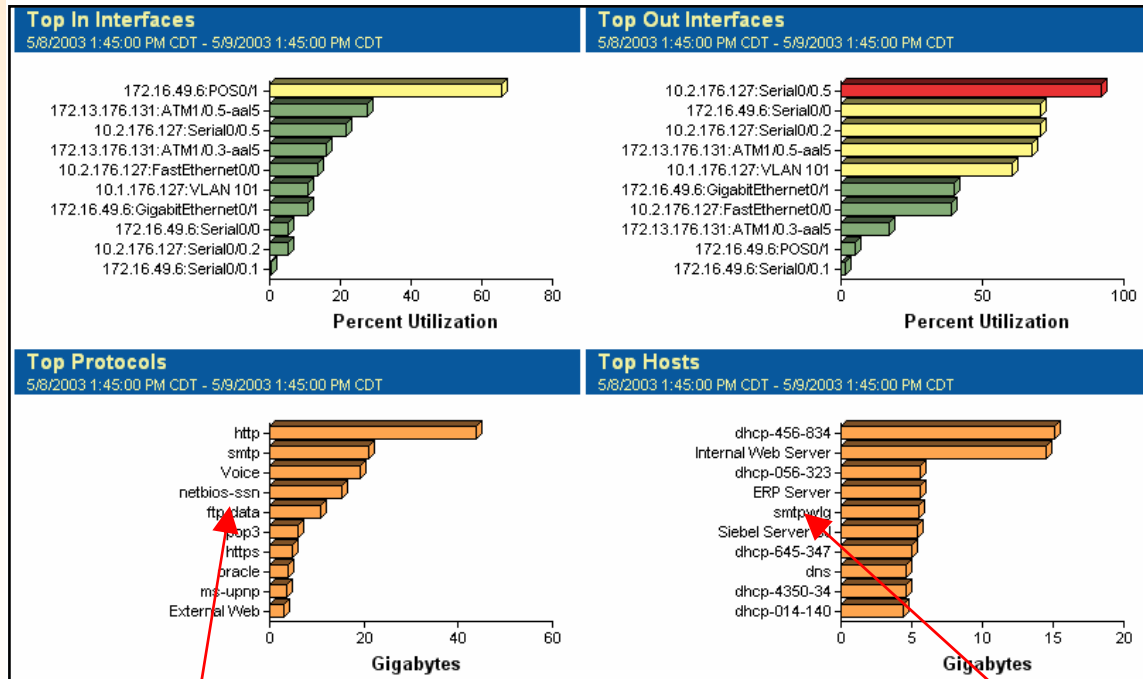 Top In Interfaces
5/8/2003 1:45:00 PM CDT - 5/9/2003 1:45:00 PM CDT
172.16.49.6:POS0/1
172.13.176.131:ATM1/0.5-aal5
10.2.176.127:Serial0/0.5
172.13.176.131:ATM1/0.3-aal5
10.2.176.127:FastEthernet0/0
10.1.176.127:VLAN 101
172.16.49.6:GigabitEthernet0/1
172.16.49.6:Serial0/0
10.2.176.127:Serial0/0.2
172.16.49.6:Serial0/0.1
0 20 40 60 80
Percent Utilization
Top Out Interfaces
5/8/2003 1:45:00 PM CDT - 5/9/2003 1:45:00 PM CDT
10.2.176.127:Serial0/0.5
172.16.49.6:Serial0/0
10.2.176.127:Serial0/0.2
172.13.176.131:ATM1/0.5-aal5
10.1.176.127:VLAN 101
172.16.49.6:GigabitEthernet0/1
10.2.176.127:FastEthernet0/0
172.13.176.131:ATM1/0.3-aal5
172.16.49.6:POS0/1
172.16.49.6:Serial0/0.1
0 50 100
Percent Utilization
Top Protocols
5/8/2003 1:45:00 PM CDT - 5/9/2003 1:45:00 PM CDT
http
smtp
Voice
netbios-ssn
ftp-data
pop3
https
oracle
ms-upnp
External Web
0 20 40 60
Gigabytes
Top Hosts
5/8/2003 1:45:00 PM CDT - 5/9/2003 1:45:00 PM CDT
dhcp-456-834
Internal Web Server
dhcp-056-323
ERP Server
smtpwlg
Siebel Server
dhcp-645-347
dns
dhcp-4350-34
dhcp-014-140
0 5 10 15 20
Gigabytes